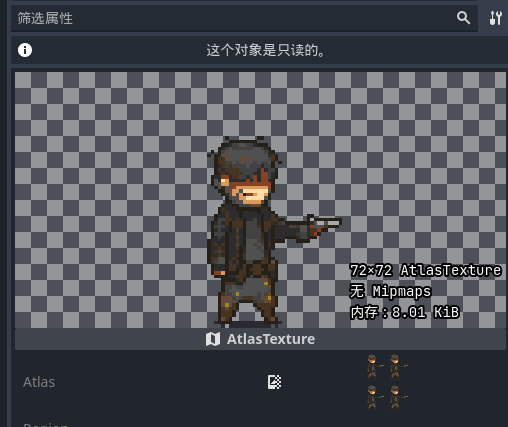 筛选属性
这个对象是只读的。
72×72 AtlasTexture
无 Mipmaps
内存：8.01 KiB
AtlasTexture
Atlas
Region